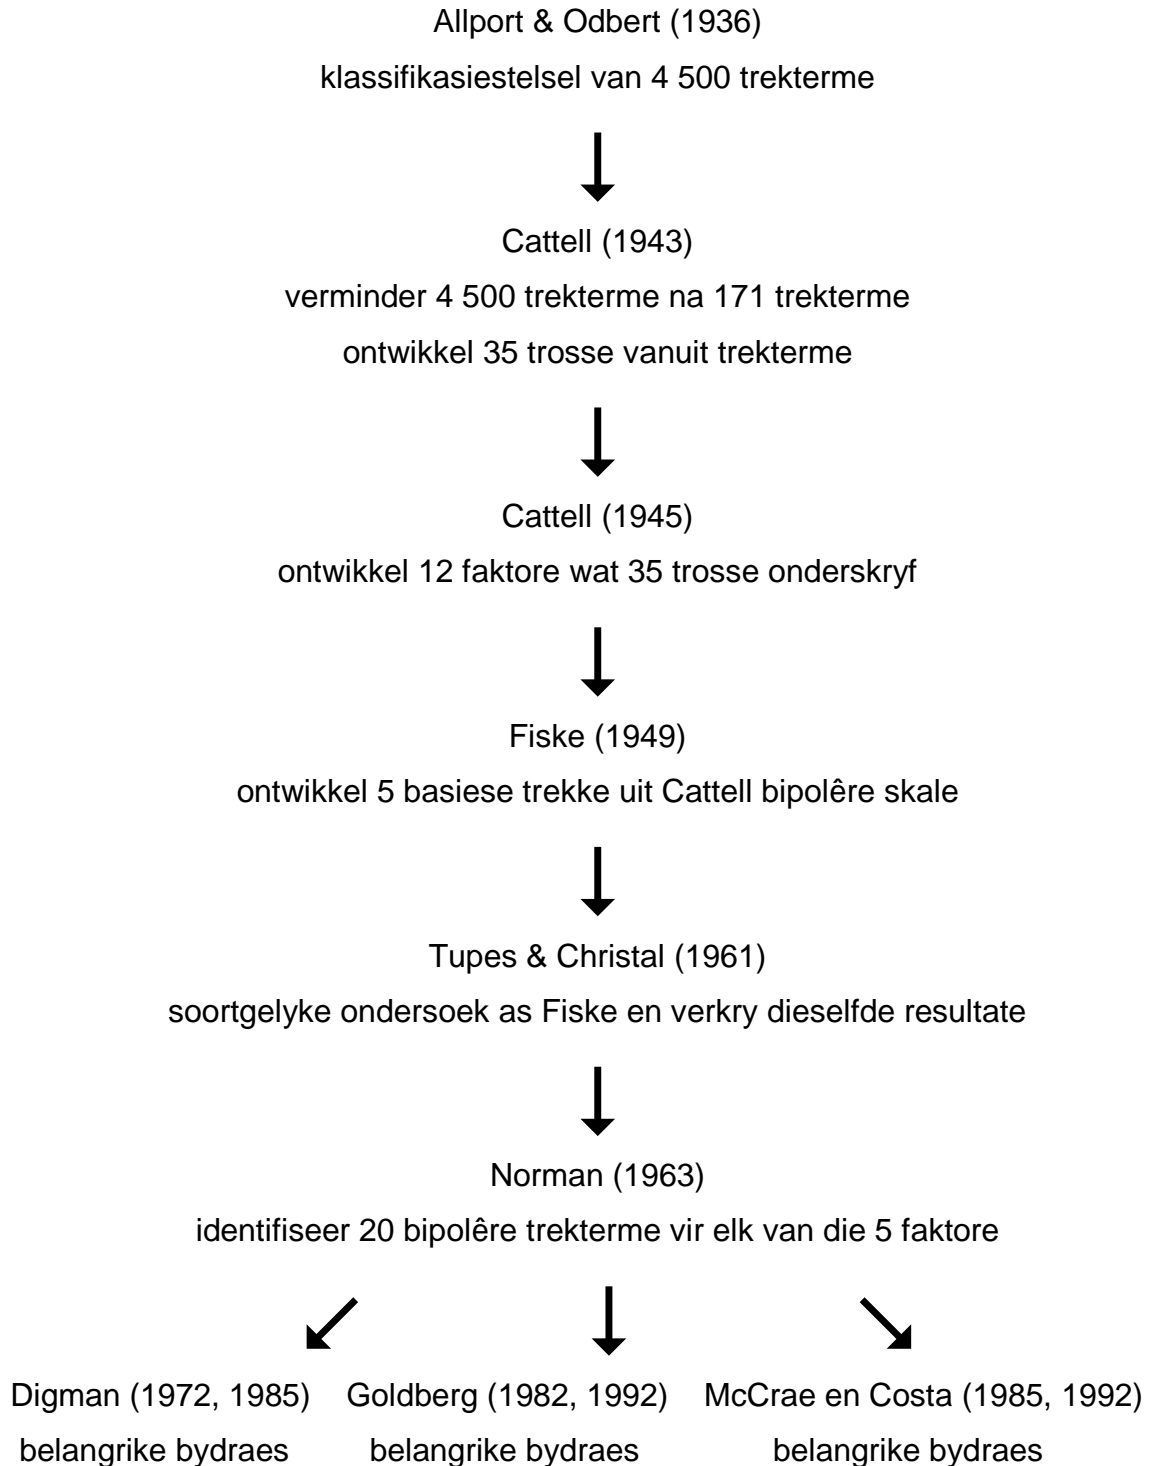 Allport & Odbert (1936)
klassifikasiestelsel van 4 500 trekterme
Cattell (1943)
verminder 4 500 trekterme na 171 trekterme
ontwikkel 35 trosse vanuit trekterme
Cattell (1945)
ontwikkel 12 faktore wat 35 trosse onderskryf
Fiske (1949)
ontwikkel 5 basiese trekke uit Cattell bipolêre skale
Tupes & Christal (1961)
soortgelyke ondersoek as Fiske en verkry dieselfde resultate
Norman (1963)
identifiseer 20 bipolêre trekterme vir elk van die 5 faktore
Digman (1972, 1985) Goldberg (1982, 1992) McCrae en Costa (1985, 1992)
belangrike bydraes belangrike bydraes belangrike bydraes